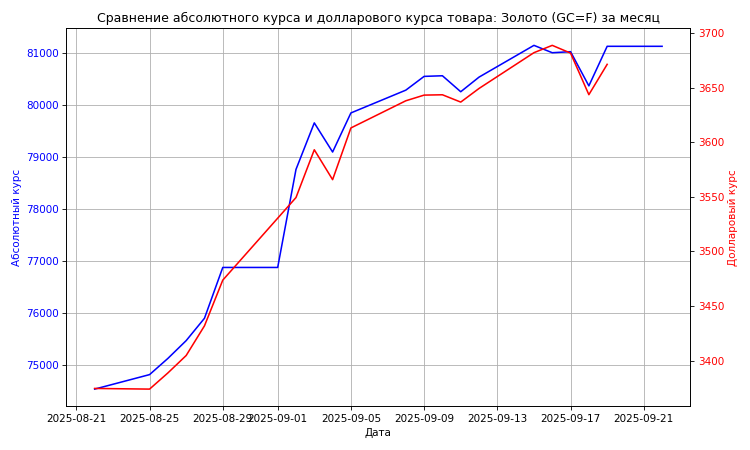 Сравнение абсолютного курса и долларового курса товара: Золото (GC=F) за месяц
Абсолютный курс
81000
80000
79000
78000
77000
76000
75000
3700
3650
3600
3550
3500
3450
3400
Долларовый курс
2025-08-21 2025-08-25 2025-08-29 2025-09-01 2025-09-05 2025-09-09 2025-09-13 2025-09-17 2025-09-21
Дата